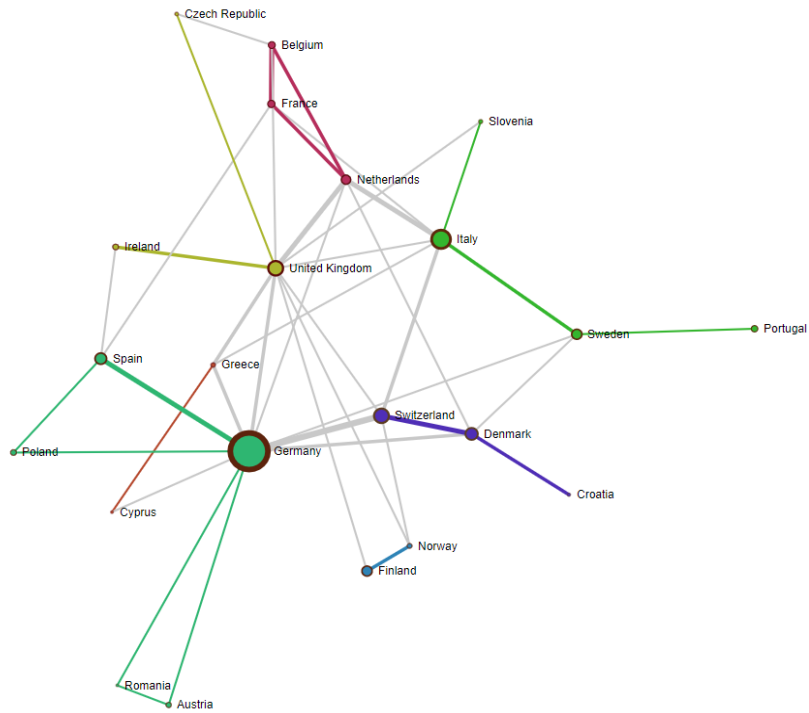 Czech Republic
Belgium
France
Slovenia
Netherlands
Italy
Ireland
United Kingdom
Portugal
Sweden
Spain
Greece
Switzerland
Denmark
Poland
Germany
Croatia
Cyprus
Norway
Finland
Romania
Austria